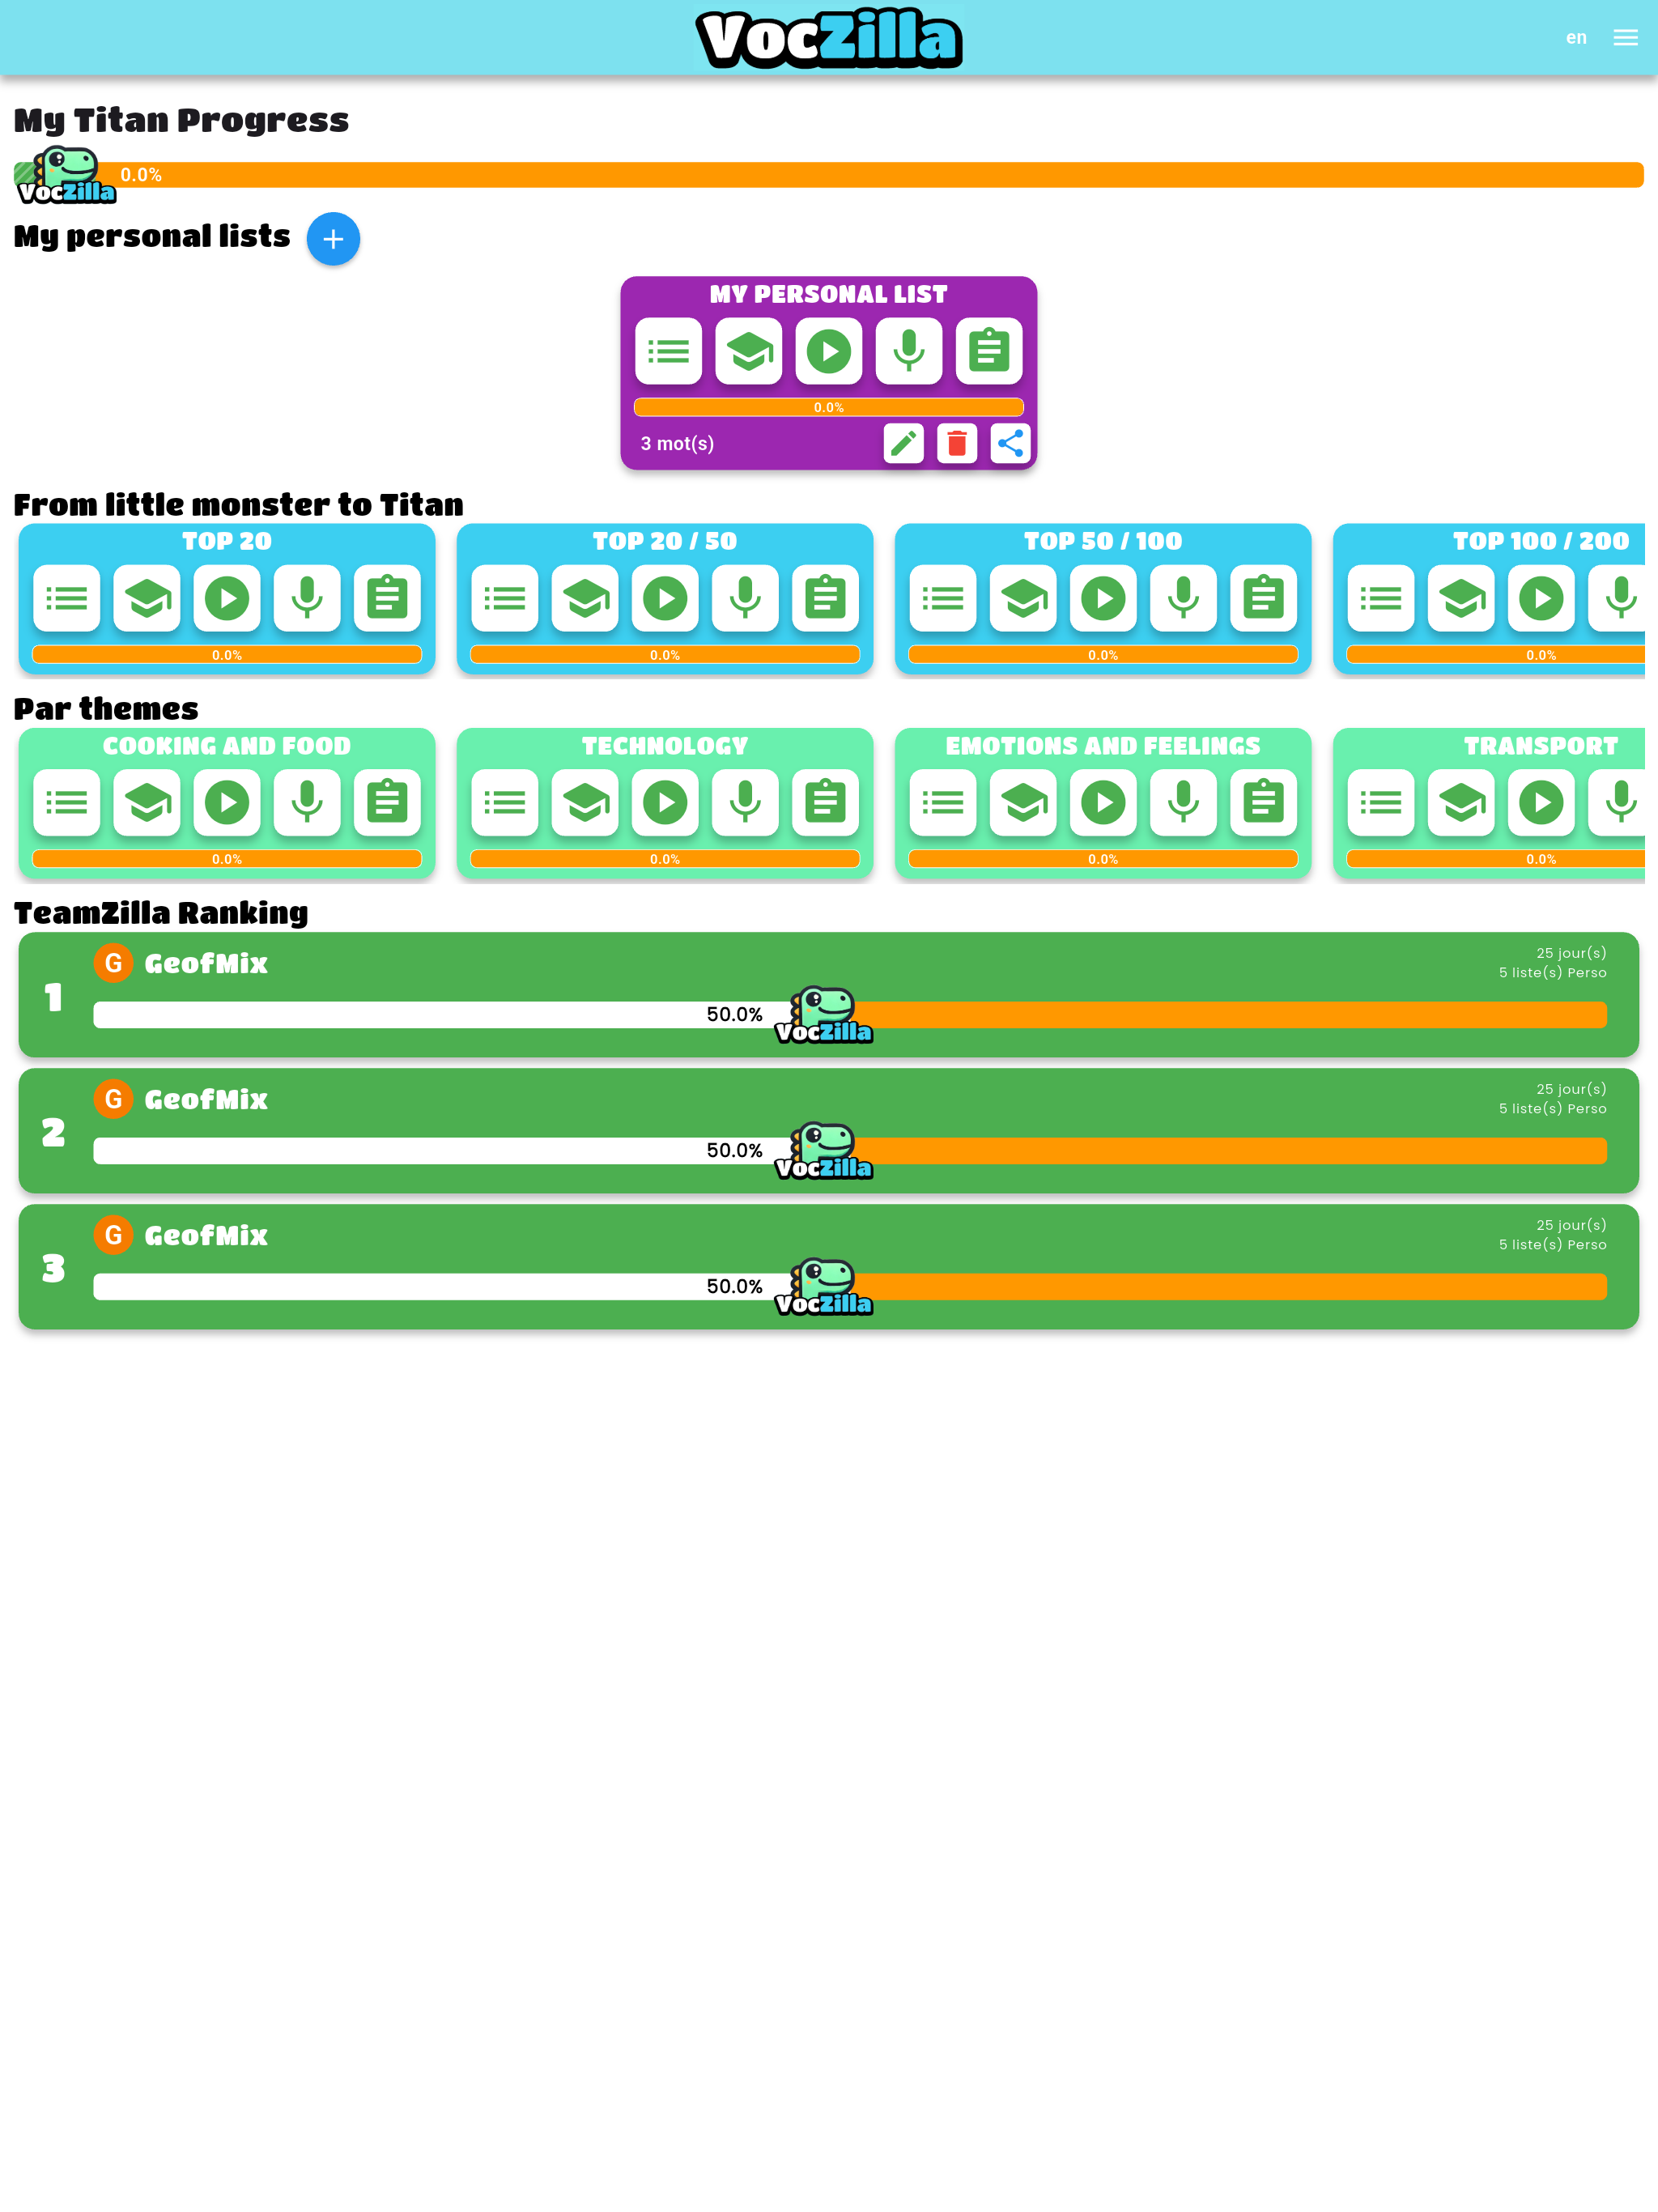 VocZilla
en
My Titan Progress
VocZilla
0.0%
My personal lists
MY PERSONAL LIST
0.0%
3 mot(s)
From little monster to Titan
TOP 20
TOP 20 / 50
TOP 50 / 100
TOP 100 / 200
0.0%
0.0%
0.0%
0.0%
Par themes
COOKING AND FOOD
TECHNOLOGY
EMOTIONS AND FEELINGS
TRANSPORT
0.0%
0.0%
0.0%
0.0%
TeamZilla Ranking
1
G GeofMix
25 jour(s)
5 liste(s) Perso
50.0%
VocZilla
2
G GeofMix
25 jour(s)
5 liste(s) Perso
50.0%
VocZilla
3
G GeofMix
25 jour(s)
5 liste(s) Perso
50.0%
VocZilla